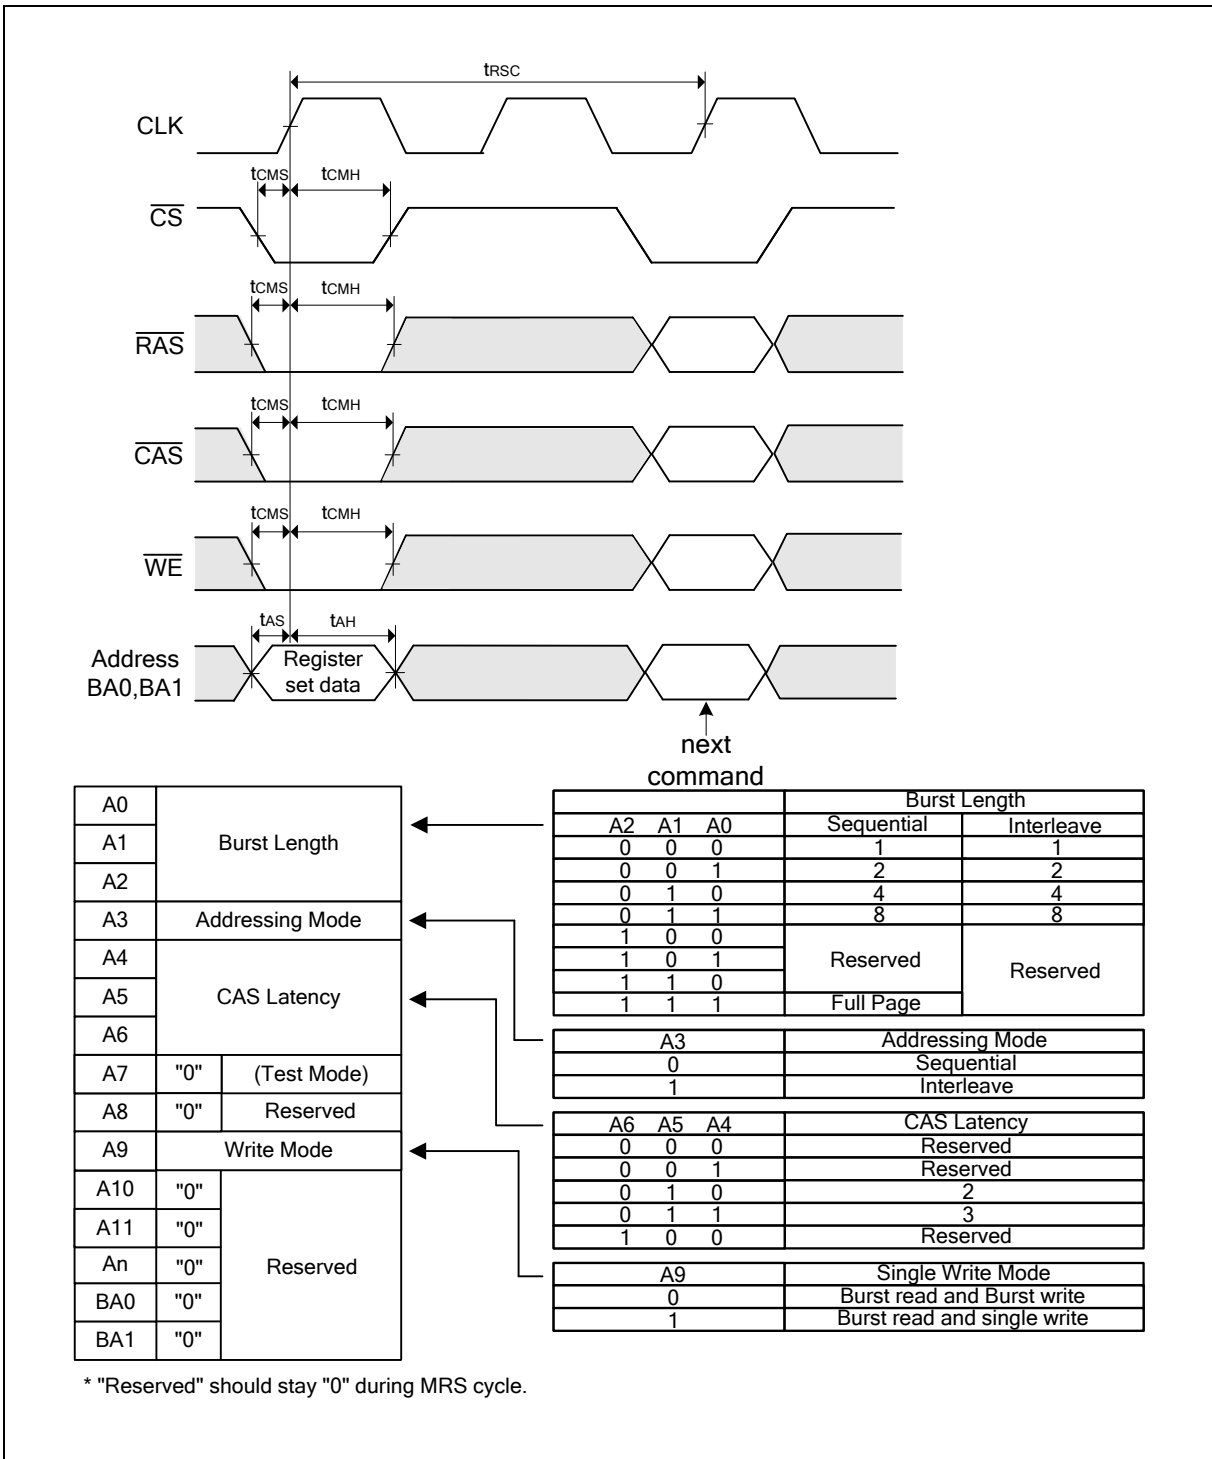 tRSC
CLK
tCMS tCMH
CS
tCMS tCMH
RAS
tCMS tCMH
CAS
tCMS tCMH
WE
tAS tAH
Address
BA0,BA1
Register
set data
next
command
A0
A1
A2
Burst Length
A3 Addressing Mode
A4
A5
A6
CAS Latency
A7 "0" (Test Mode)
A8 "0" Reserved
A9 Write Mode
A10 "0"
A11 "0"
An "0"
BA0 "0"
BA1 "0"
Reserved
Burst Length
A2 A1 A0 Sequential Interleave
0 0 0 1 1
0 0 1 2 2
0 1 0 4 4
0 1 1 8 8
1 0 0
1 0 1 Reserved Reserved
1 1 0
1 1 1 Full Page
A3 Addressing Mode
0 Sequential
1 Interleave
A6 A5 A4 CAS Latency
0 0 0 Reserved
0 0 1 Reserved
0 1 0 2
0 1 1 3
1 0 0 Reserved
A9 Single Write Mode
0 Burst read and Burst write
1 Burst read and single write
* "Reserved" should stay "0" during MRS cycle.